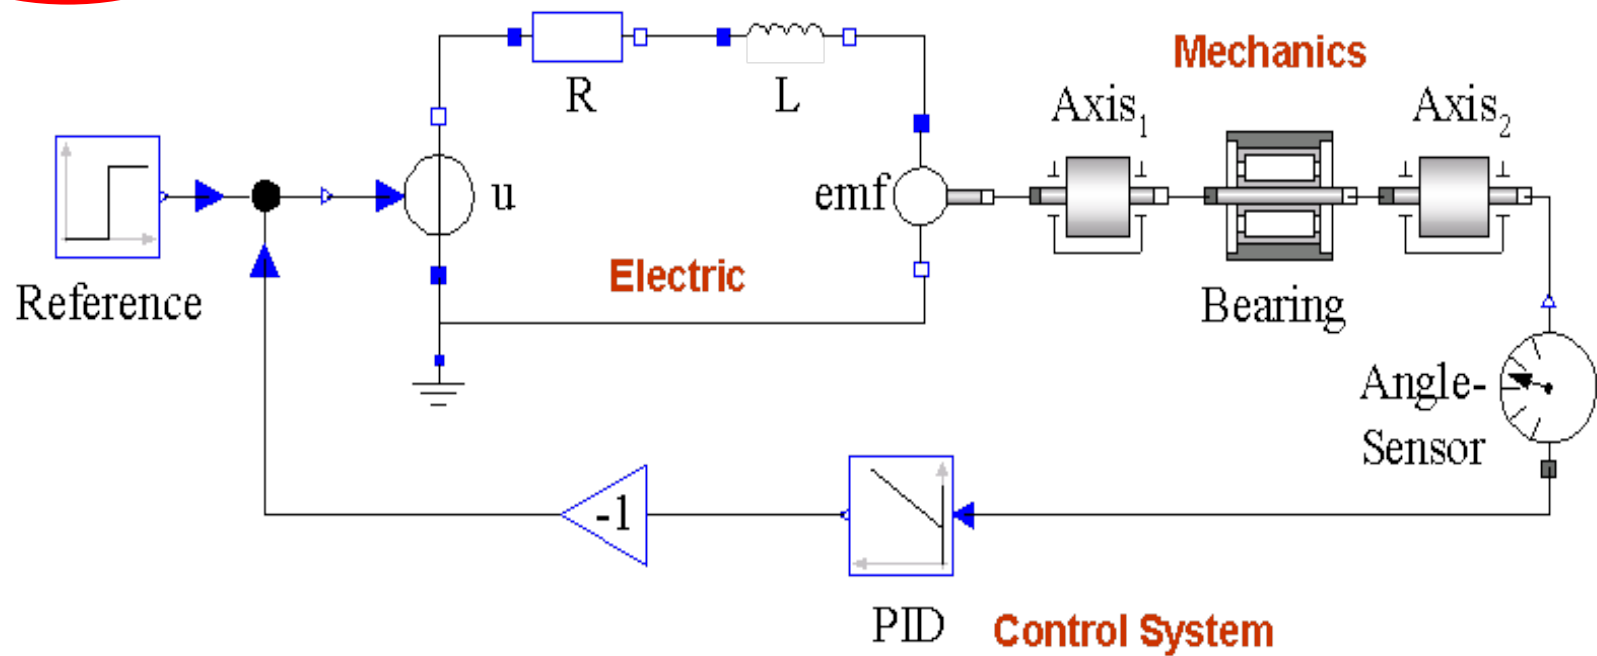 Mechanics
R
L
Axis₁
Axis₂
u
emf
Electric
Reference
Bearing
Angle-
Sensor
-1
PID
Control System